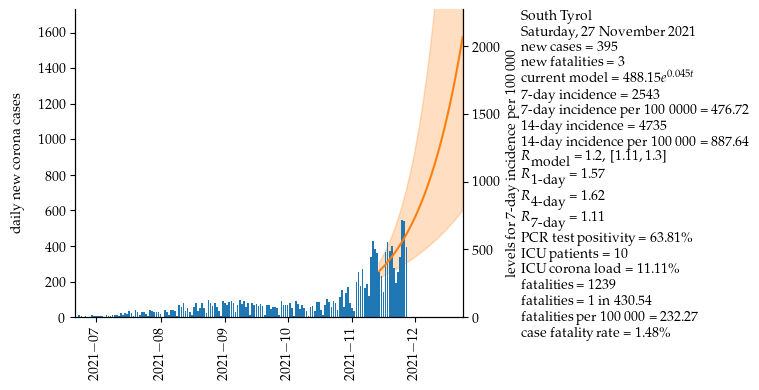 daily new corona cases
1600
1400
1200
1000
800
600
400
200
0
2021−07
2021−08
2021−09
2021−10
2021−11
2021−12
2000
1500
1000
500
0
levels for 7-day incidence per 100 000
South Tyrol
Saturday, 27 November 2021
new cases = 395
new fatalities = 3
current model = 488.15e^{0.045t}
7-day incidence = 2543
7-day incidence per 100 0000 = 476.72
14-day incidence = 4735
14-day incidence per 100 000 = 887.64
R_model = 1.2, [1.11, 1.3]
R_1-day = 1.57
R_4-day = 1.62
R_7-day = 1.11
PCR test positivity = 63.81%
ICU patients = 10
ICU corona load = 11.11%
fatalities = 1239
fatalities = 1 in 430.54
fatalities per 100 000 = 232.27
case fatality rate = 1.48%